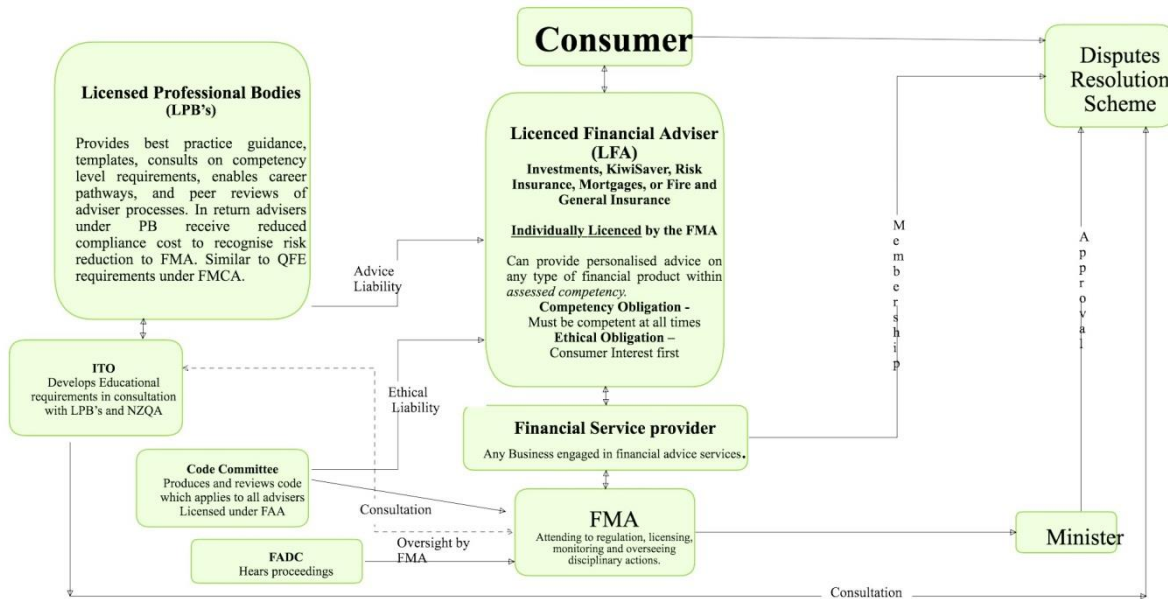 Consumer
Disputes
Resolution
Scheme
Licensed Professional Bodies
(LPB's)
Provides best practice guidance,
templates, consults on competency
level requirements, enables career
pathways, and peer reviews of
adviser processes. In return advisers
under PB receive reduced
compliance cost to recognise risk
reduction to FMA. Similar to QFE
requirements under FMCA.
Licenced Financial Adviser
(LFA)
Investments, KiwiSaver, Risk
Insurance, Mortgages, or Fire and
General Insurance
Individually Licenced by the FMA
Can provide personalised advice on
any type of financial product within
assessed competency.
Competency Obligation -
Must be competent at all times
Ethical Obligation –
Consumer Interest first
Advice
Liability
Membership
Approval
ITO
Develops Educational
requirements in consultation
with LPB's and NZQA
Ethical
Liability
Financial Service provider
Any Business engaged in financial advice services.
Code Committee
Produces and reviews code
which applies to all advisers
Licensed under FAA
Consultation
FMA
Attending to regulation, licensing,
monitoring and overseeing
disciplinary actions.
Minister
Oversight by
FMA
FADC
Hears proceedings
Consultation